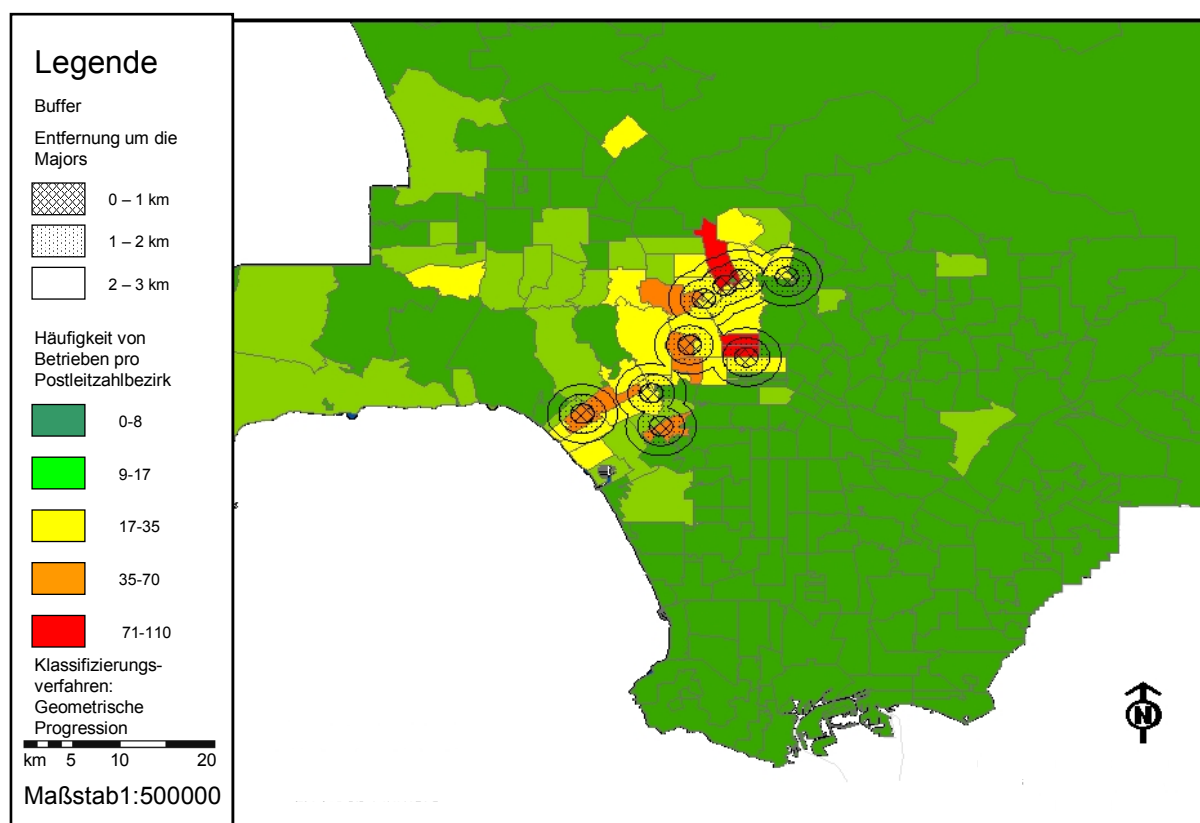 Legende
Buffer
Entfernung um die
Majors
0 – 1 km
1 – 2 km
2 – 3 km
Häufigkeit von
Betrieben pro
Postleitzahlbezirk
0-8
9-17
17-35
35-70
71-110
Klassifizierungs-
verfahren:
Geometrische
Progression
km 5 10 20
Maßstab1:500000
N